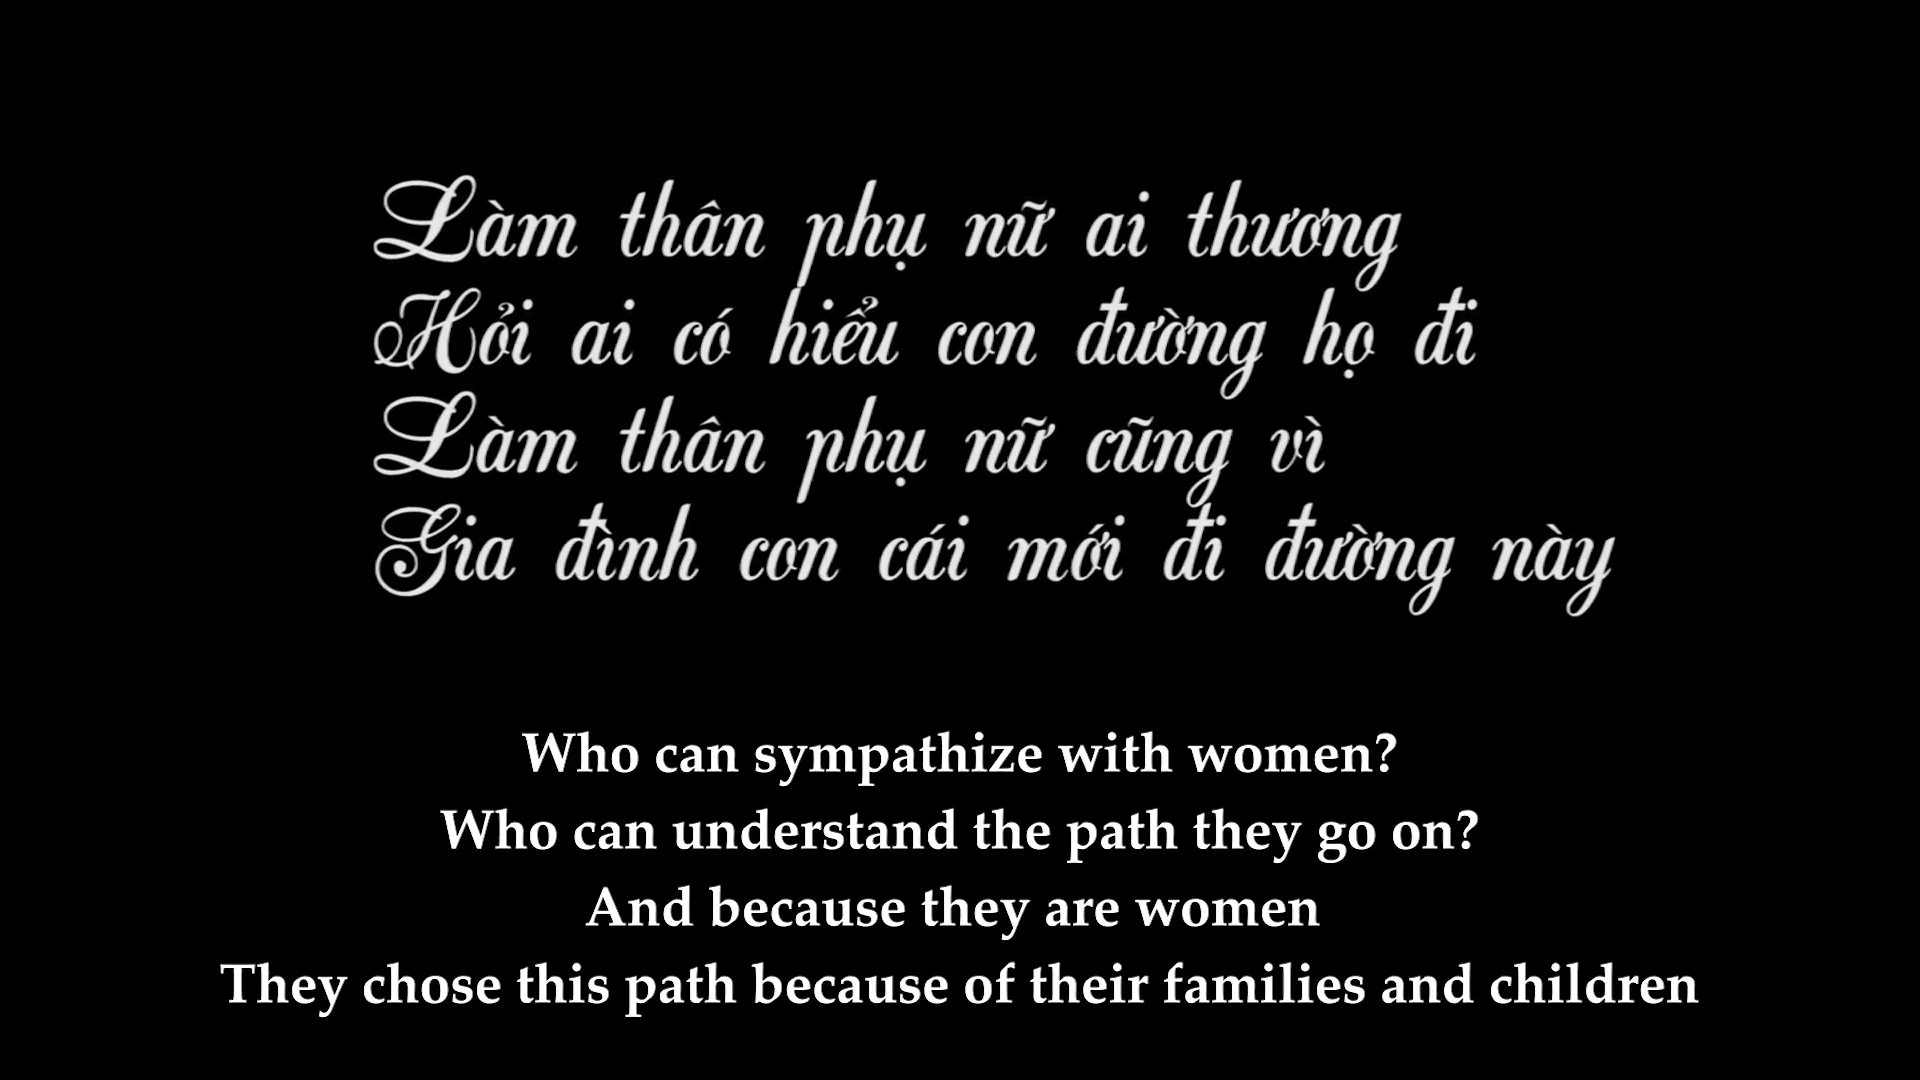 Làm thân phụ nữ ai thương
Hỏi ai có hiểu con đường họ đi
Làm thân phụ nữ cũng vì
Gia đình con cái mới đi đường này
Who can sympathize with women?
Who can understand the path they go on?
And because they are women
They chose this path because of their families and children